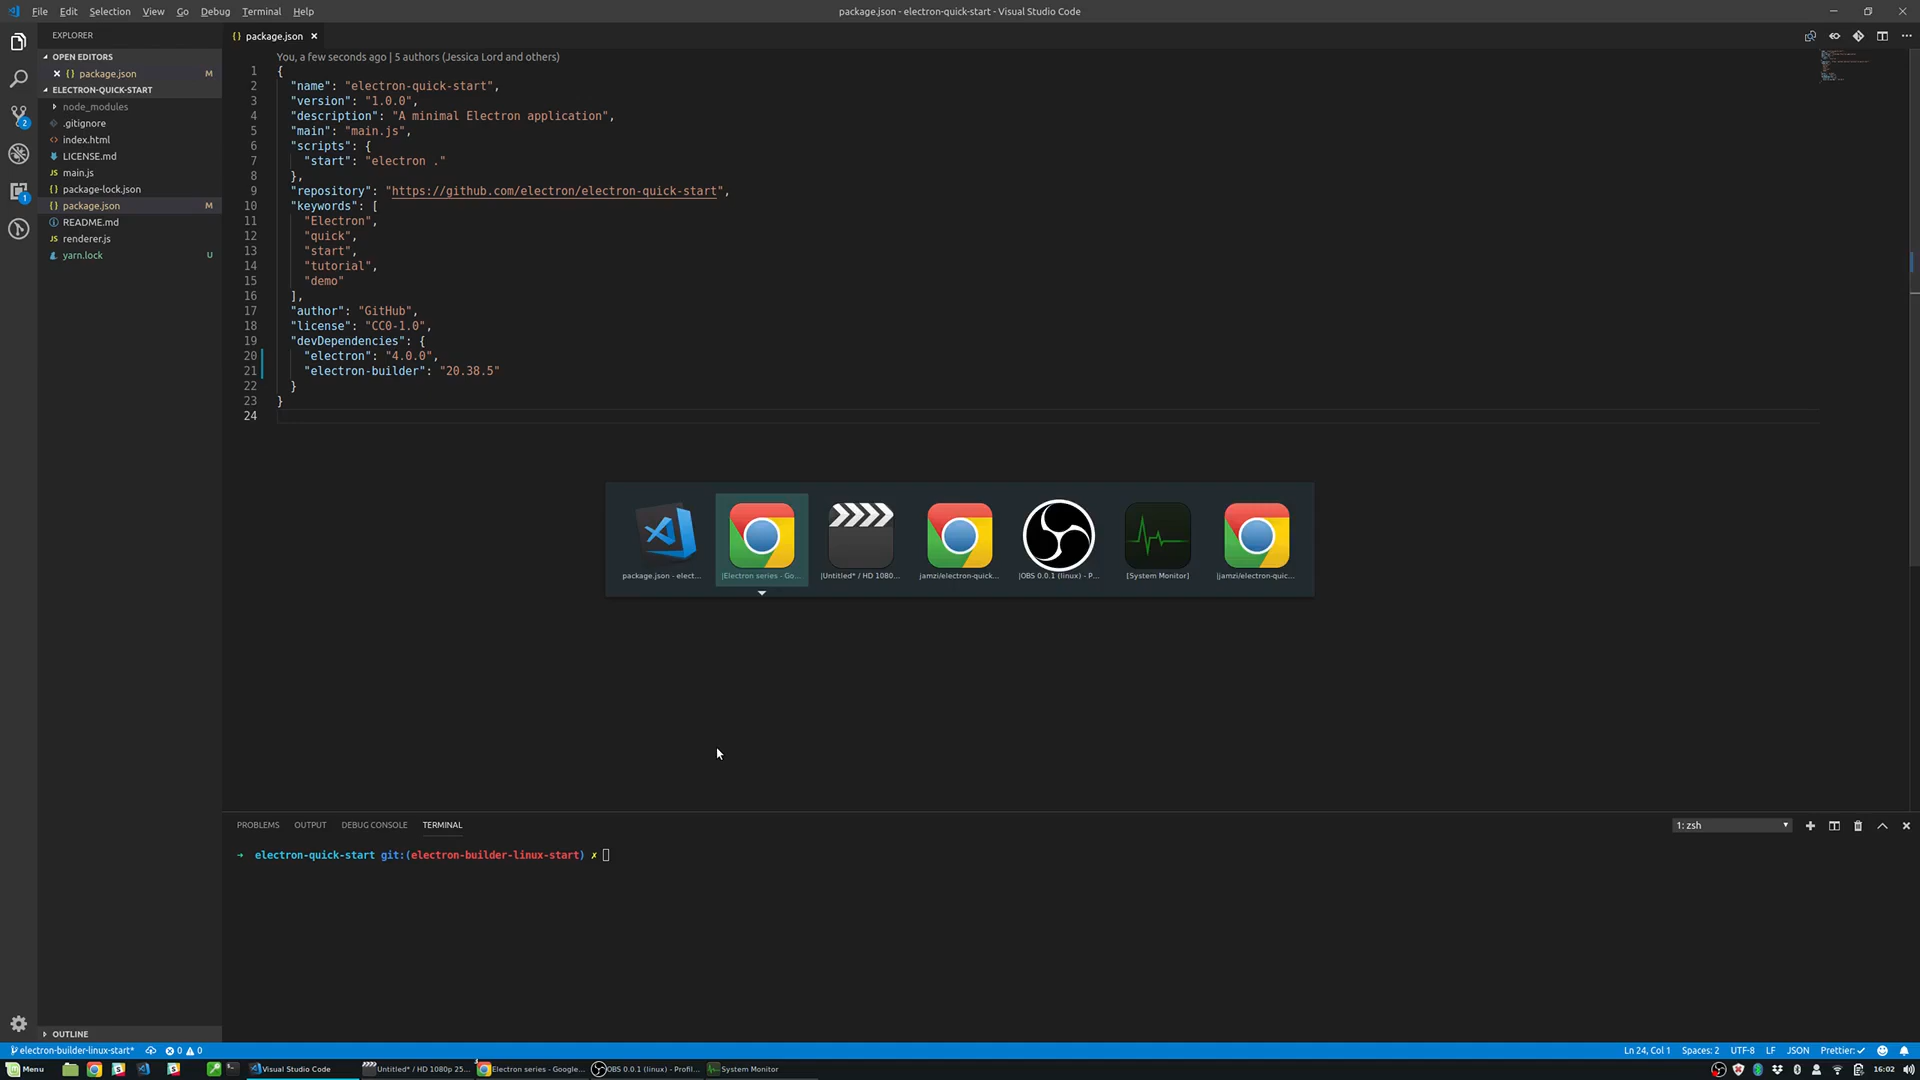 File Edit Selection View Go Debug Terminal Help
package.json - electron-quick-start - Visual Studio Code
EXPLORER
OPEN EDITORS
package.json M
ELECTRON-QUICK-START
node_modules
.gitignore
index.html
LICENSE.md
main.js
package-lock.json
package.json M
README.md
renderer.js
yarn.lock U
OUTLINE
2
1
package.json
You, a few seconds ago | 5 authors (Jessica Lord and others)
1 {
2 "name": "electron-quick-start",
3 "version": "1.0.0",
4 "description": "A minimal Electron application",
5 "main": "main.js",
6 "scripts": {
7 "start": "electron ."
8 },
9 "repository": "https://github.com/electron/electron-quick-start",
10 "keywords": [
11 "Electron",
12 "quick",
13 "start",
14 "tutorial",
15 "demo"
16 ],
17 "author": "GitHub",
18 "license": "CC0-1.0",
19 "devDependencies": {
20 "electron": "4.0.0",
21 "electron-builder": "20.38.5"
22 }
23 }
24
package.json - elect... |Electron series - Go... |Untitled* / HD 1080... jamzi/electron-quick... |OBS 0.0.1 (linux) - P... [System Monitor] |jamzi/electron-quic...
PROBLEMS OUTPUT DEBUG CONSOLE TERMINAL 1: zsh
→ electron-quick-start git:(electron-builder-linux-start) ✗
electron-builder-linux-start* 0 0 Ln 24, Col 1 Spaces: 2 UTF-8 LF JSON Prettier: ✓
Menu Visual Studio Code Untitled* / HD 1080p 25... 3 Electron series - Google... OBS 0.0.1 (linux) - Profil... System Monitor 16:02